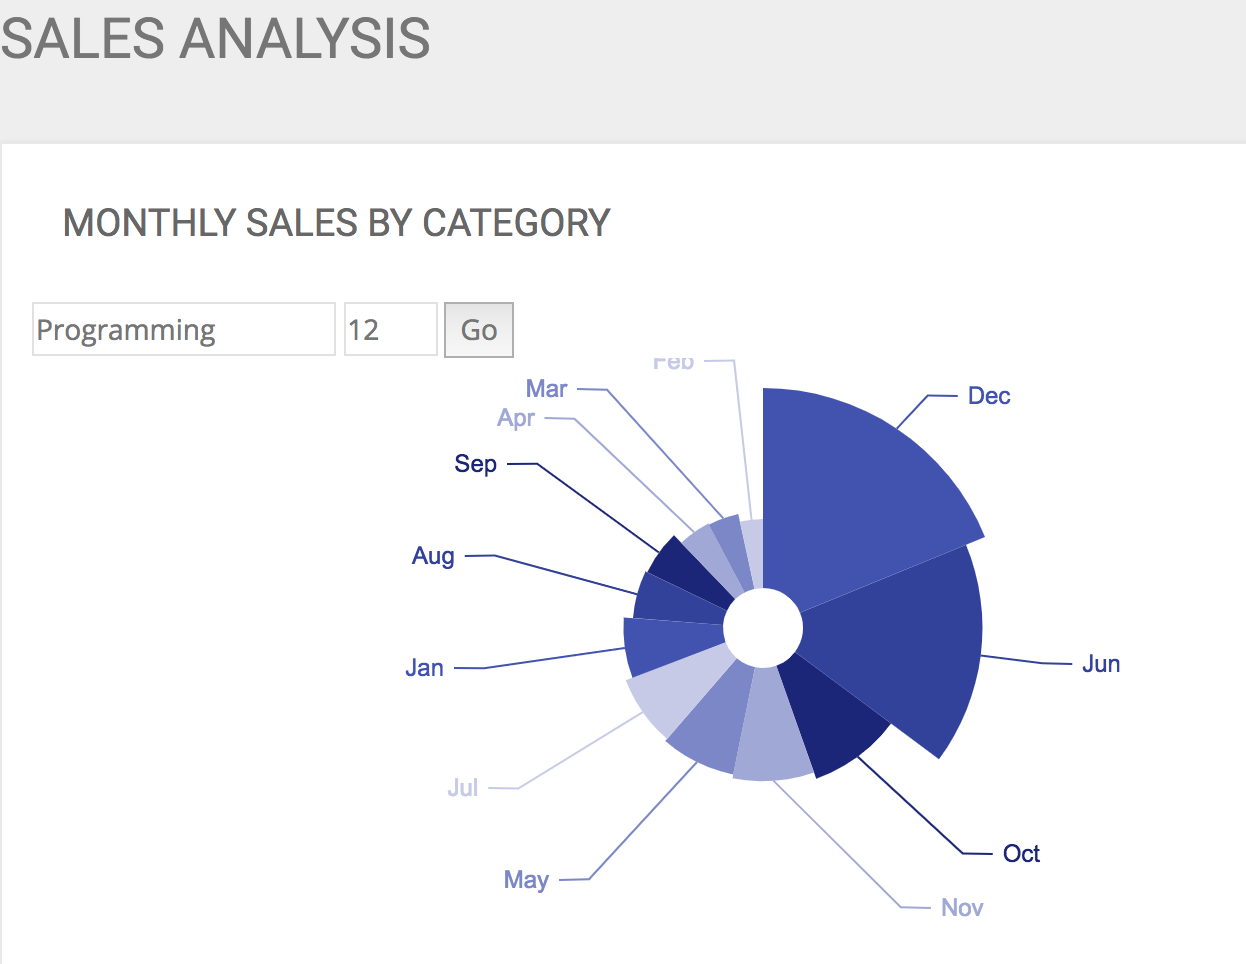 SALES ANALYSIS
MONTHLY SALES BY CATEGORY
Programming 12 Go
Feb
Mar
Dec
Apr
Sep
Aug
Jun
Jan
Jul
Oct
May
Nov